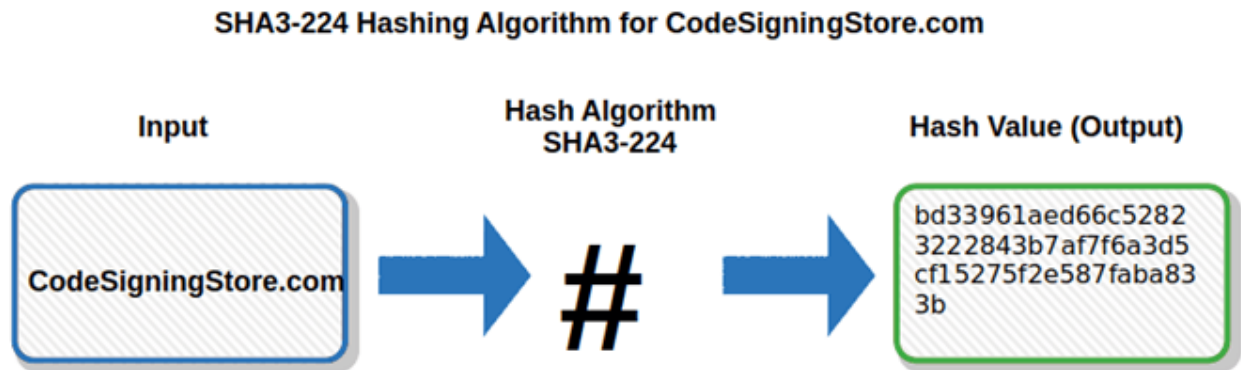 SHA3-224 Hashing Algorithm for CodeSigningStore.com
Input
Hash Algorithm
SHA3-224
Hash Value (Output)
CodeSigningStore.com
#
bd33961aed66c5282
3222843b7af7f6a3d5
cf15275f2e587faba83
3b